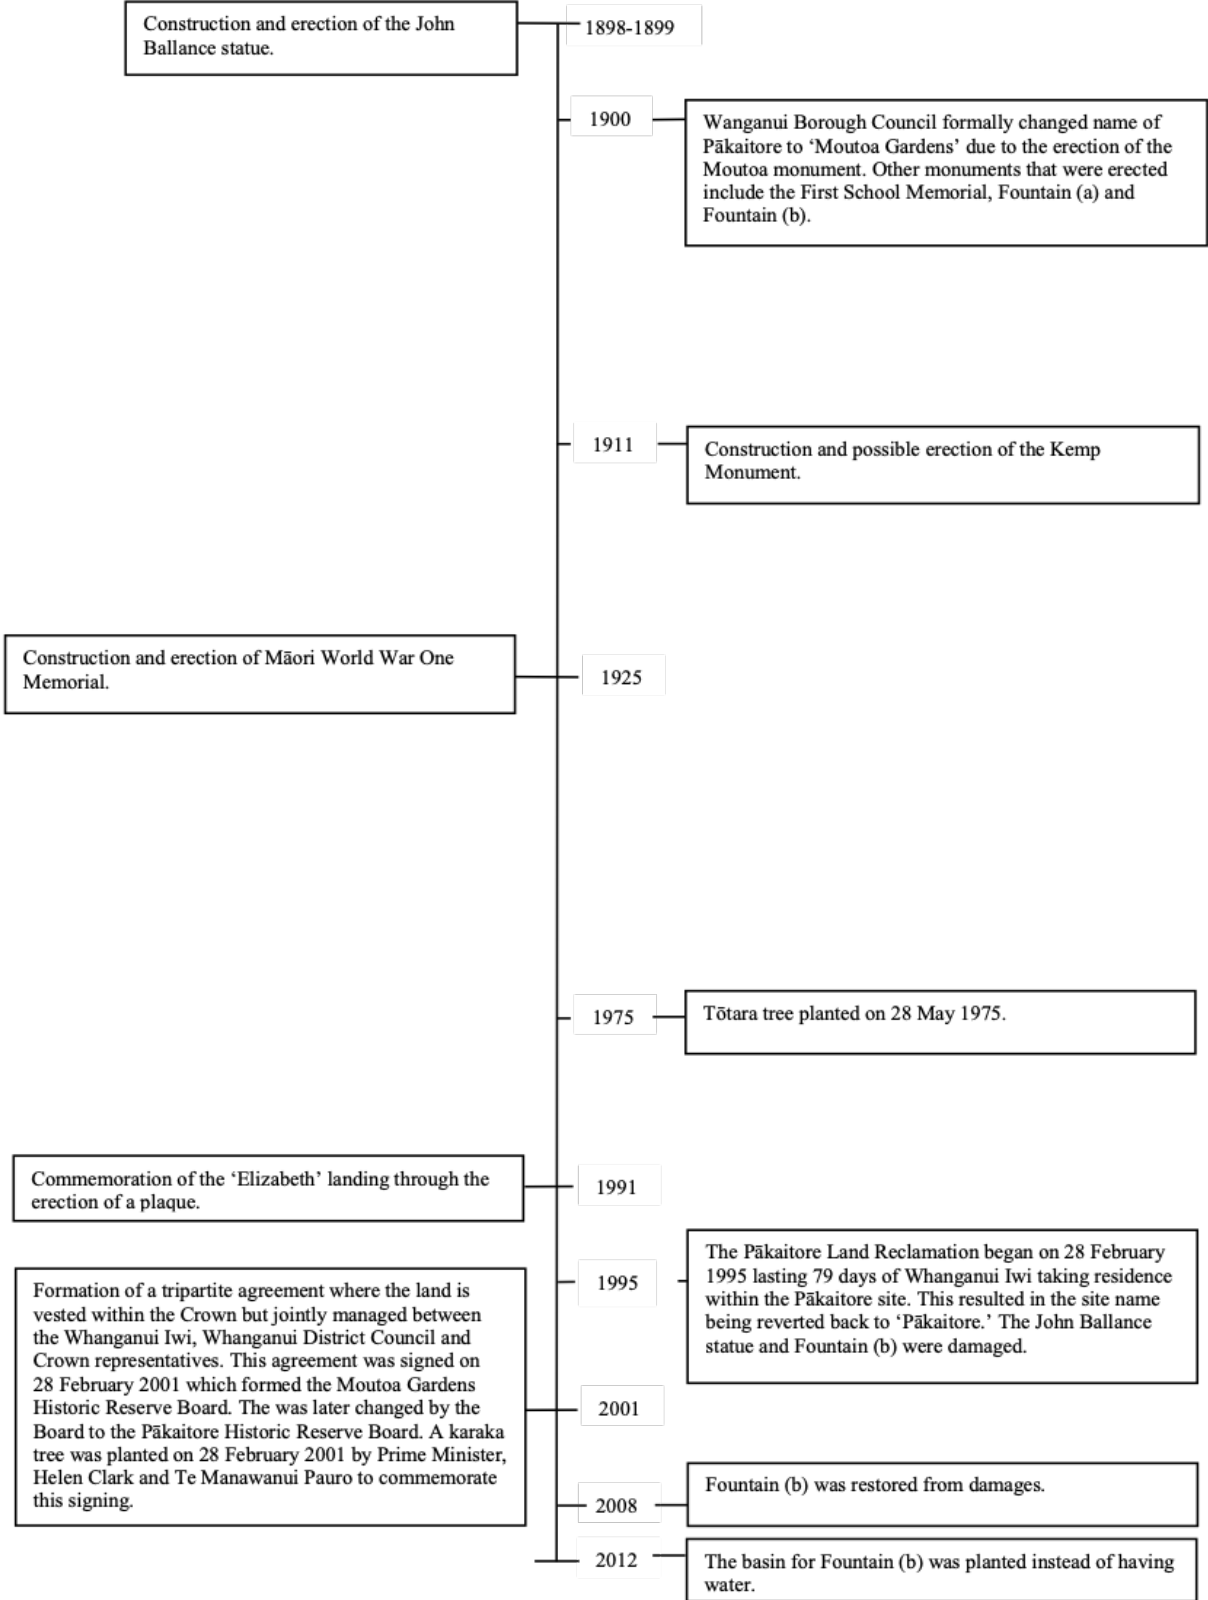 Construction and erection of the John
Ballance statue.
1898-1899
1900
Wanganui Borough Council formally changed name of
Pākaitore to ‘Moutoa Gardens’ due to the erection of the
Moutoa monument. Other monuments that were erected
include the First School Memorial, Fountain (a) and
Fountain (b).
1911
Construction and possible erection of the Kemp
Monument.
Construction and erection of Māori World War One
Memorial.
1925
1975
Tōtara tree planted on 28 May 1975.
Commemoration of the ‘Elizabeth’ landing through the
erection of a plaque.
1991
1995
The Pākaitore Land Reclamation began on 28 February
1995 lasting 79 days of Whanganui Iwi taking residence
within the Pākaitore site. This resulted in the site name
being reverted back to ‘Pākaitore.’ The John Ballance
statue and Fountain (b) were damaged.
Formation of a tripartite agreement where the land is
vested within the Crown but jointly managed between
the Whanganui Iwi, Whanganui District Council and
Crown representatives. This agreement was signed on
28 February 2001 which formed the Moutoa Gardens
Historic Reserve Board. The was later changed by the
Board to the Pākaitore Historic Reserve Board. A karaka
tree was planted on 28 February 2001 by Prime Minister,
Helen Clark and Te Manawanui Pauro to commemorate
this signing.
2001
2008
Fountain (b) was restored from damages.
2012
The basin for Fountain (b) was planted instead of having
water.